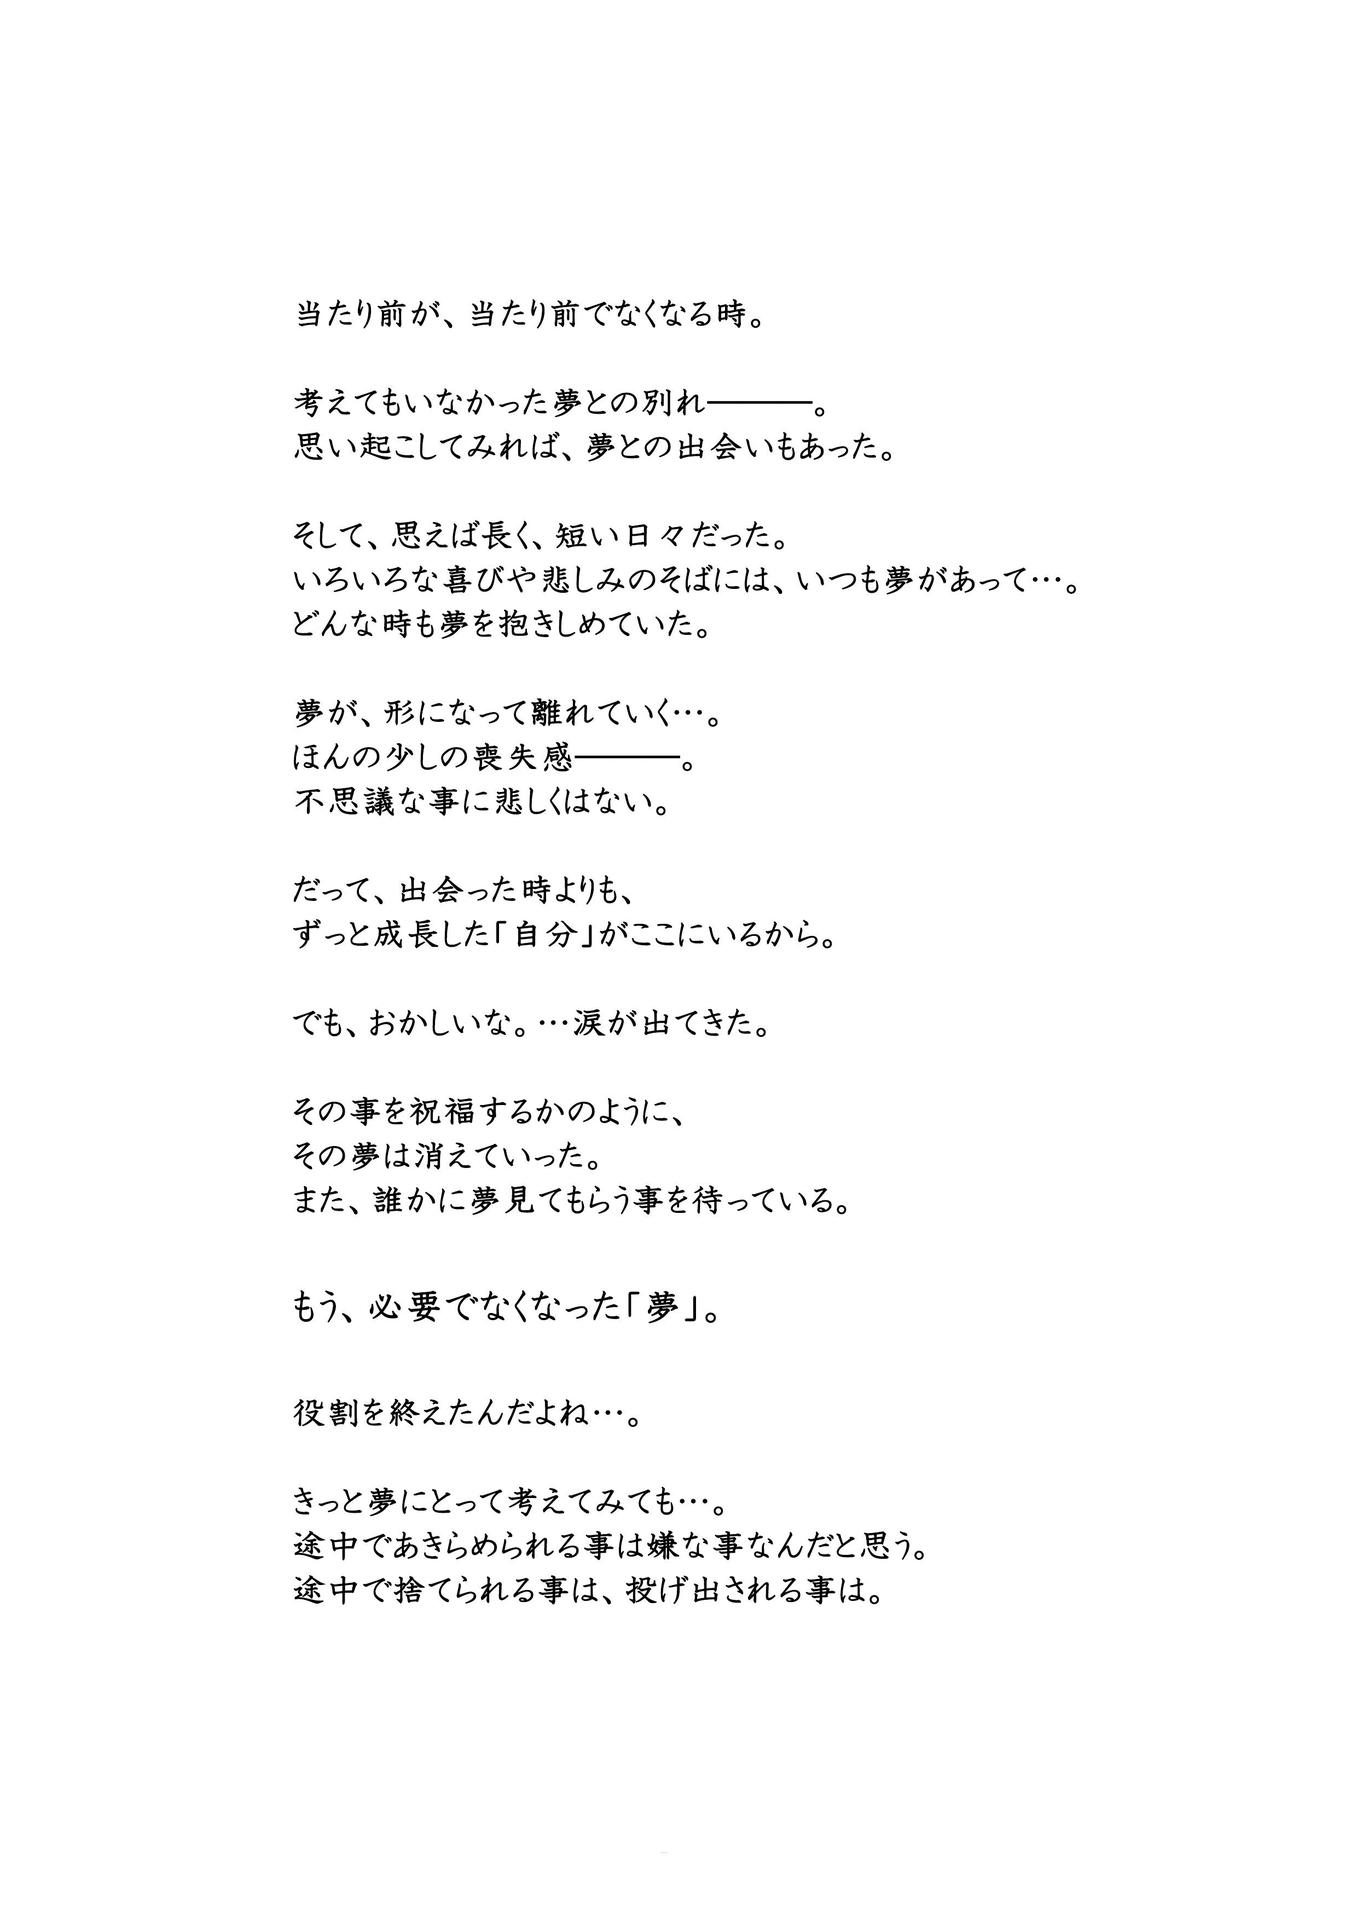 当たり前が、当たり前でなくなる時。
考えてもいなかった夢との別れ―――。
思い起こしてみれば、夢との出会いもあった。
そして、思えば長く、短い日々だった。
いろいろな喜びや悲しみのそばには、いつも夢があって…。
どんな時も夢を抱きしめていた。
夢が、形になって離れていく…。
ほんの少しの喪失感―――。
不思議な事に悲しくはない。
だって、出会った時よりも、
ずっと成長した「自分」がここにいるから。
でも、おかしいな。…涙が出てきた。
その事を祝福するかのように、
その夢は消えていった。
また、誰かに夢見てもらう事を待っている。
もう、必要でなくなった「夢」。
役割を終えたんだよね…。
きっと夢にとって考えてみても…。
途中であきらめられる事は嫌な事なんだと思う。
途中で捨てられる事は、投げ出される事は。